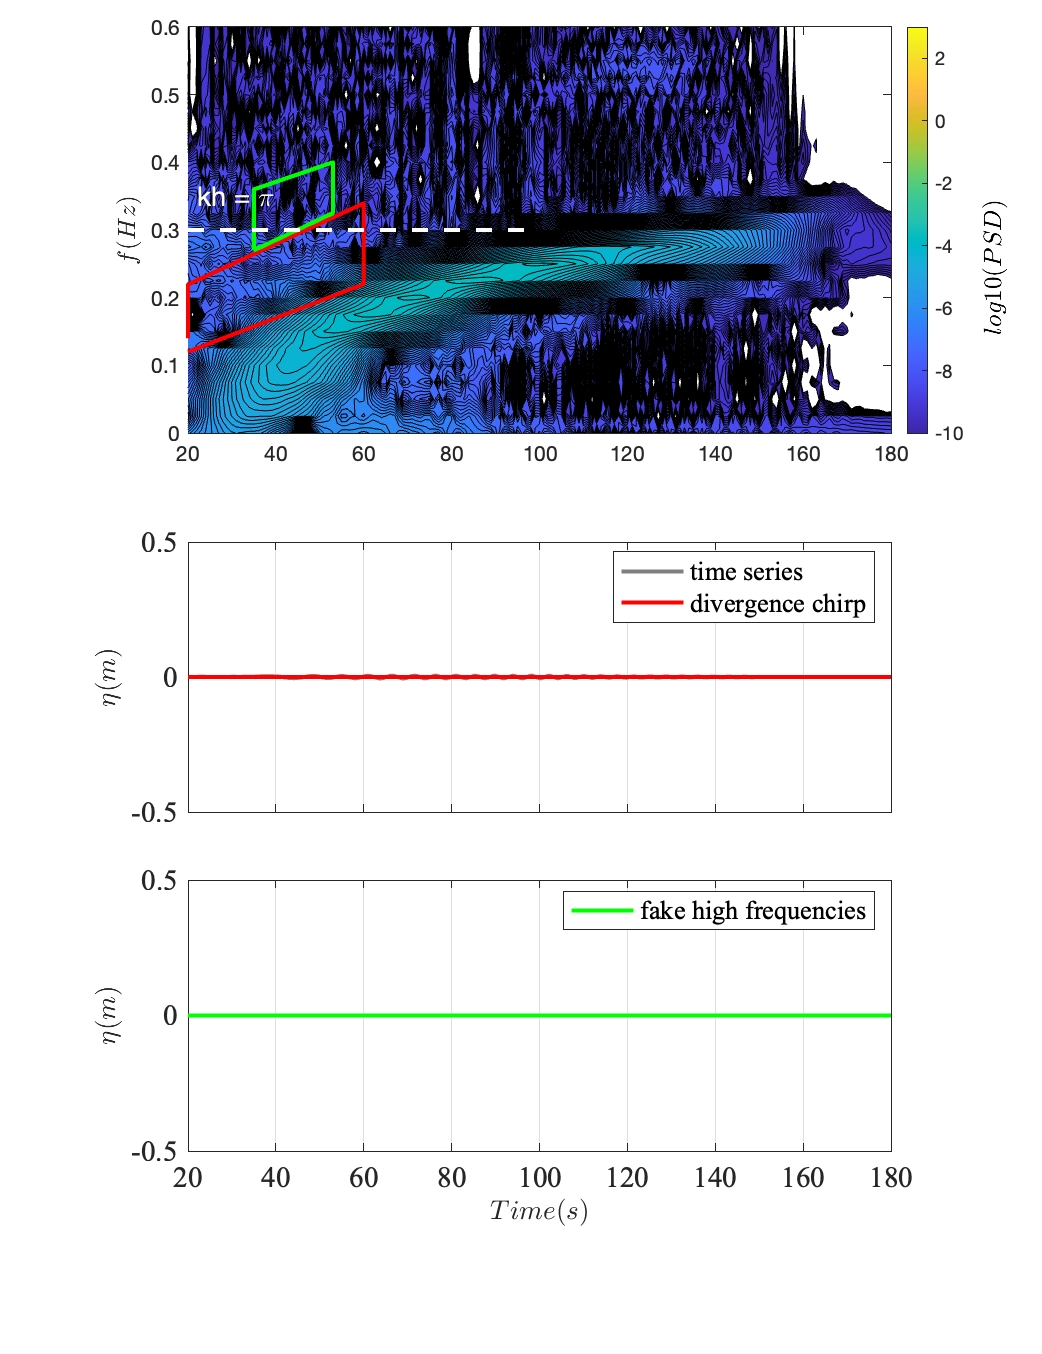 0.6
0.5
0.4
0.3
0.2
0.1
0
f(Hz)
kh = π
20 40 60 80 100 120 140 160 180
2
0
-2
-4
-6
-8
-10
log10(PSD)
0.5
0
-0.5
η(m)
time series
divergence chirp
0.5
0
-0.5
η(m)
fake high frequencies
20 40 60 80 100 120 140 160 180
Time(s)